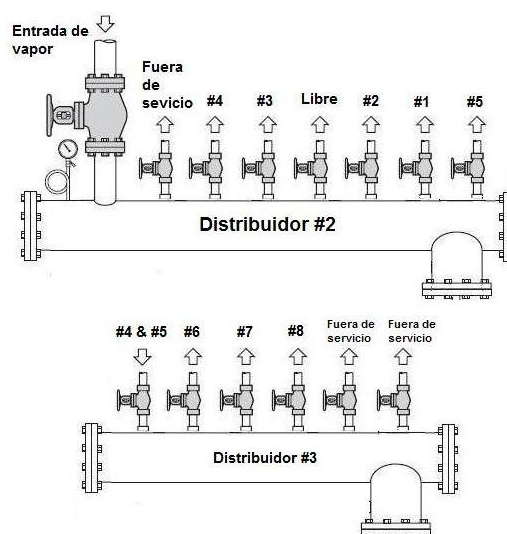 Entrada de
vapor
Fuera
de
sevicio
#4
#3
Libre
#2
#1
#5
Distribuidor #2
#4 & #5
#6
#7
#8
Fuera de
servicio
Fuera de
servicio
Distribuidor #3